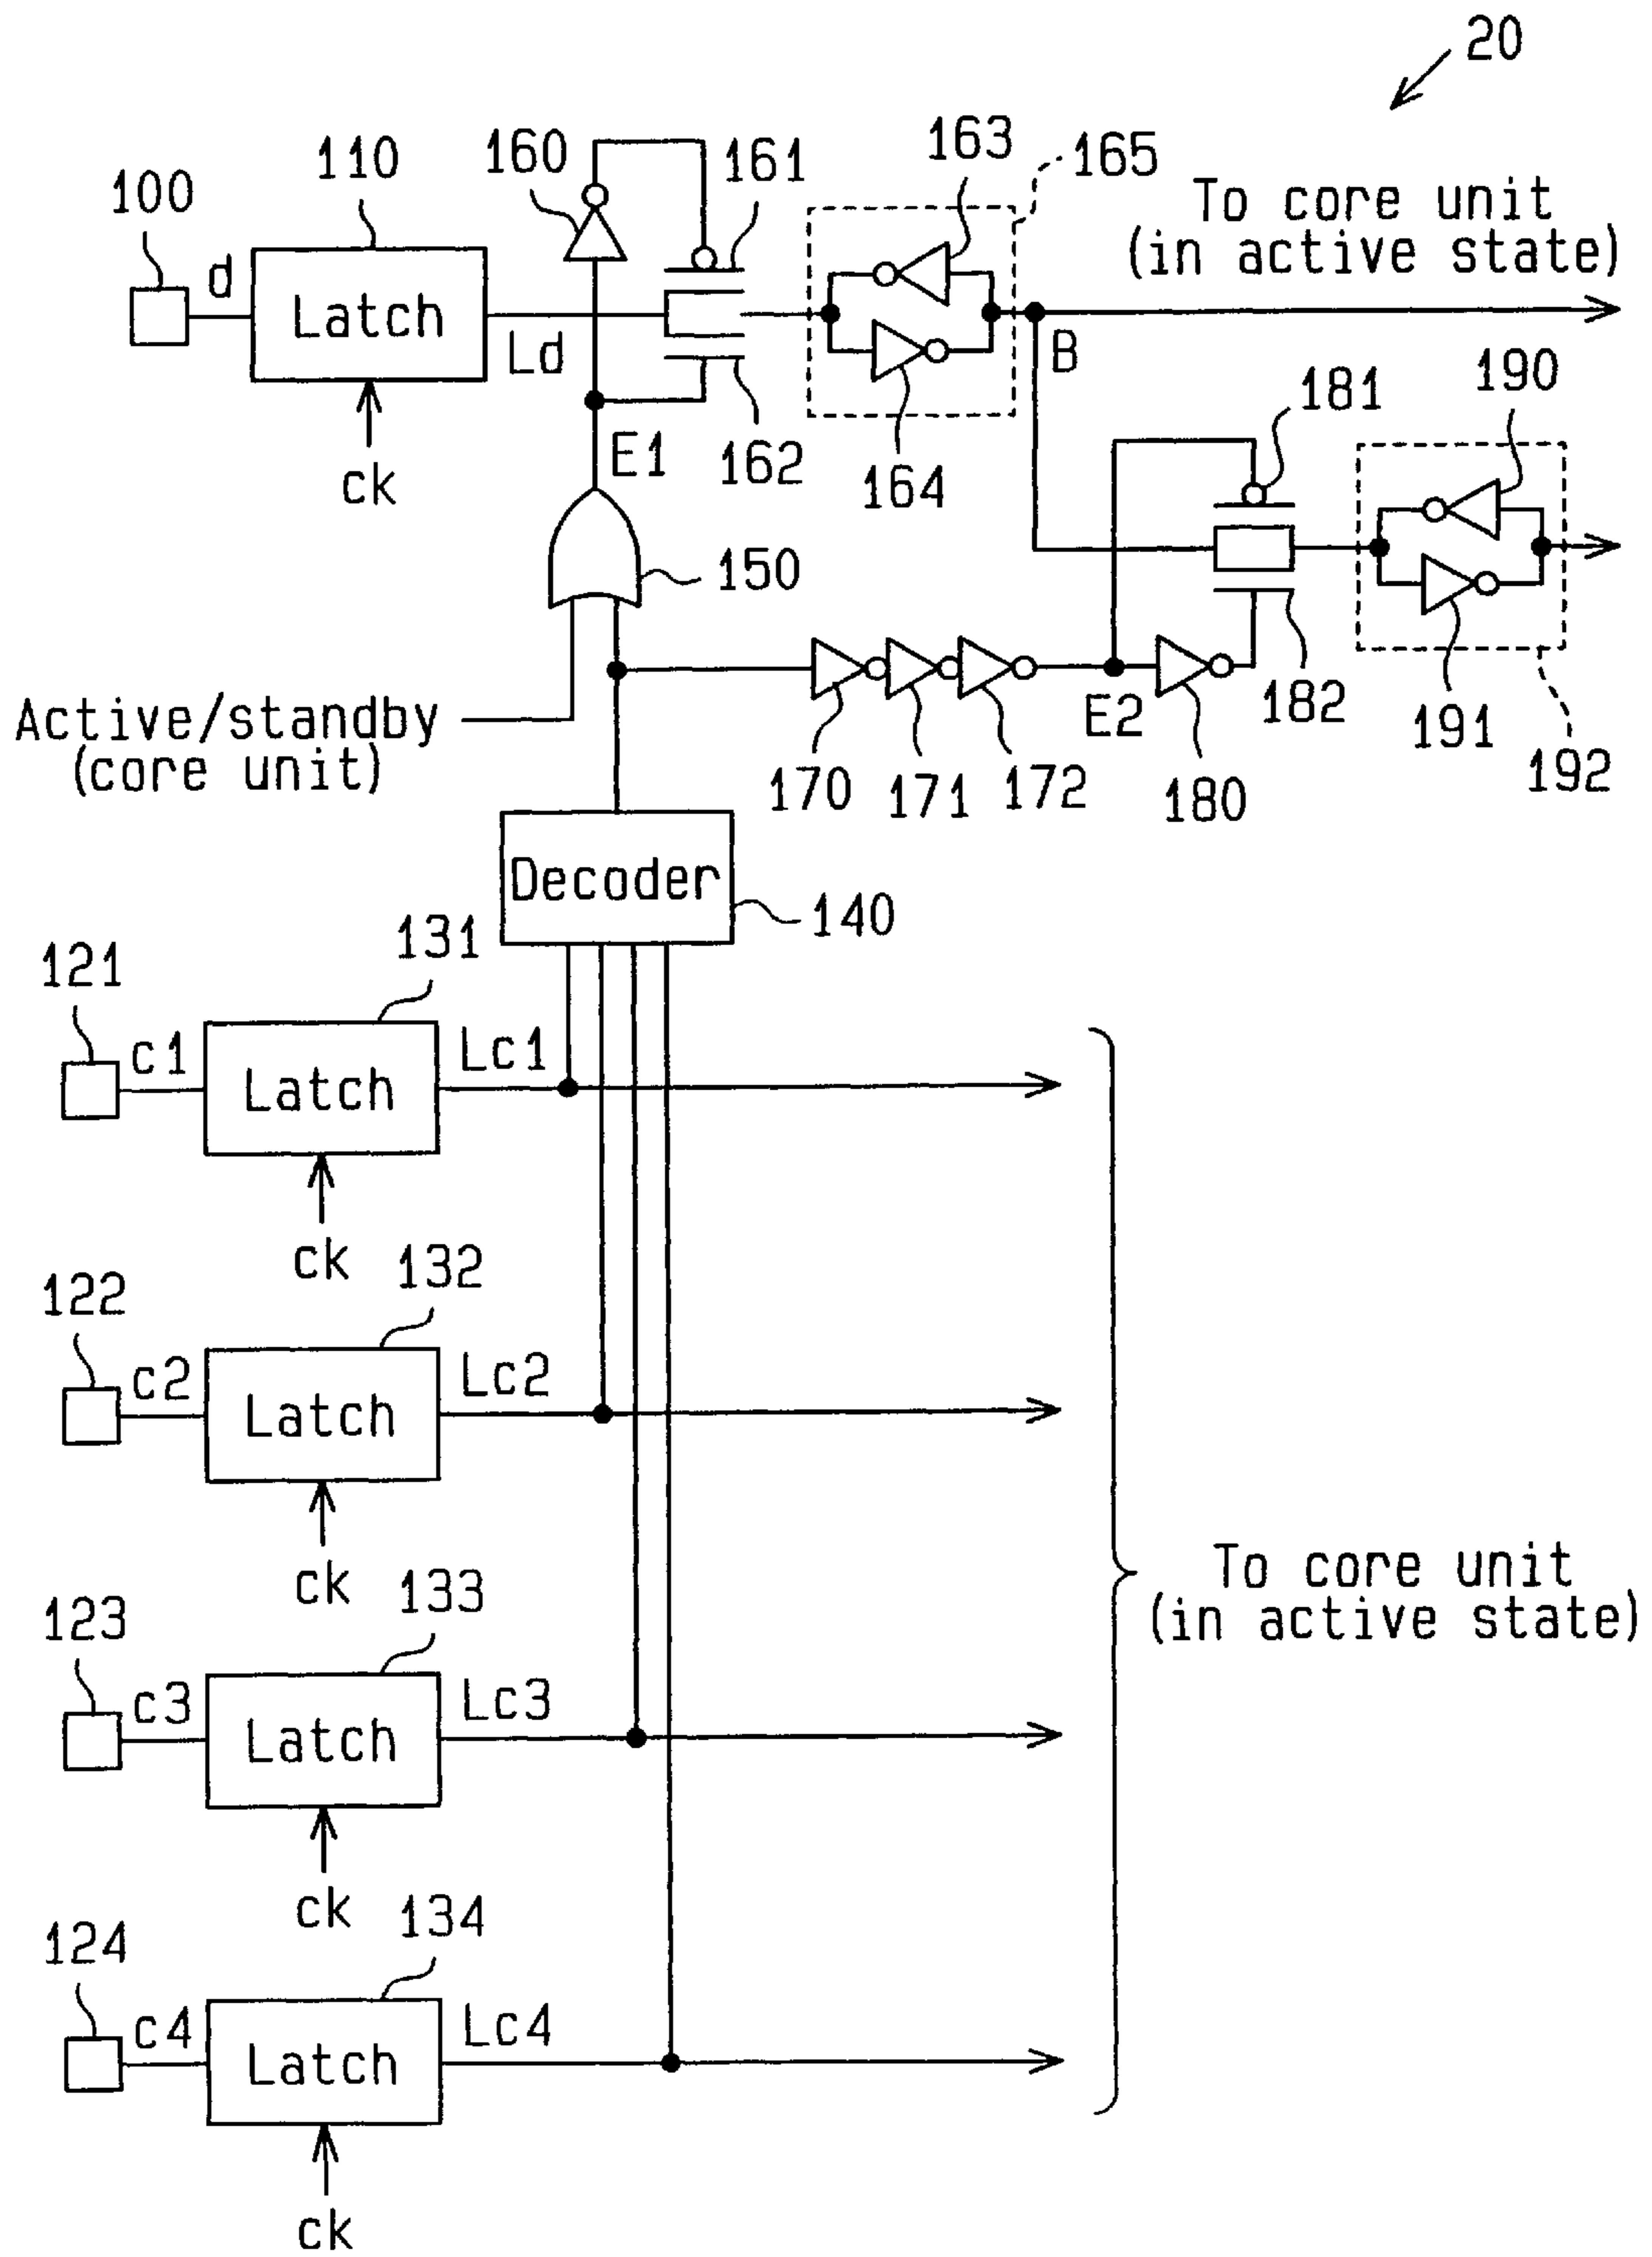 20
100
d
110
Latch
ck
Ld
160
161
162
163
165
164
To core unit
(in active state)
B
E1
150
181
190
182
191
192
Active/standby
(core unit)
170
171
172
E2
180
Decoder
140
121
c1
131
Latch
Lc1
ck
122
c2
132
Latch
Lc2
ck
123
c3
133
Latch
Lc3
ck
124
c4
134
Latch
Lc4
ck
To core unit
(in active state)